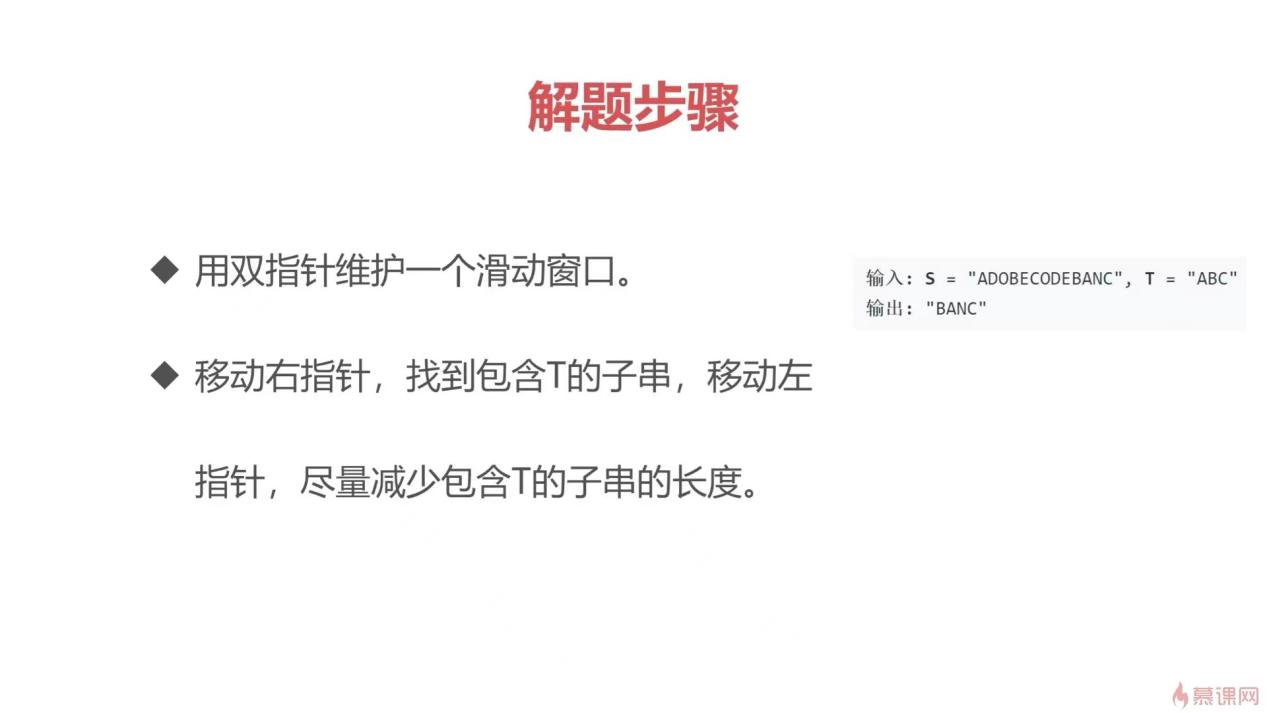 解题步骤
◆ 用双指针维护一个滑动窗口。
输入: S = "ADOBECODEBANC", T = "ABC"
输出: "BANC"
◆ 移动右指针，找到包含T的子串，移动左
指针，尽量减少包含T的子串的长度。
慕课网